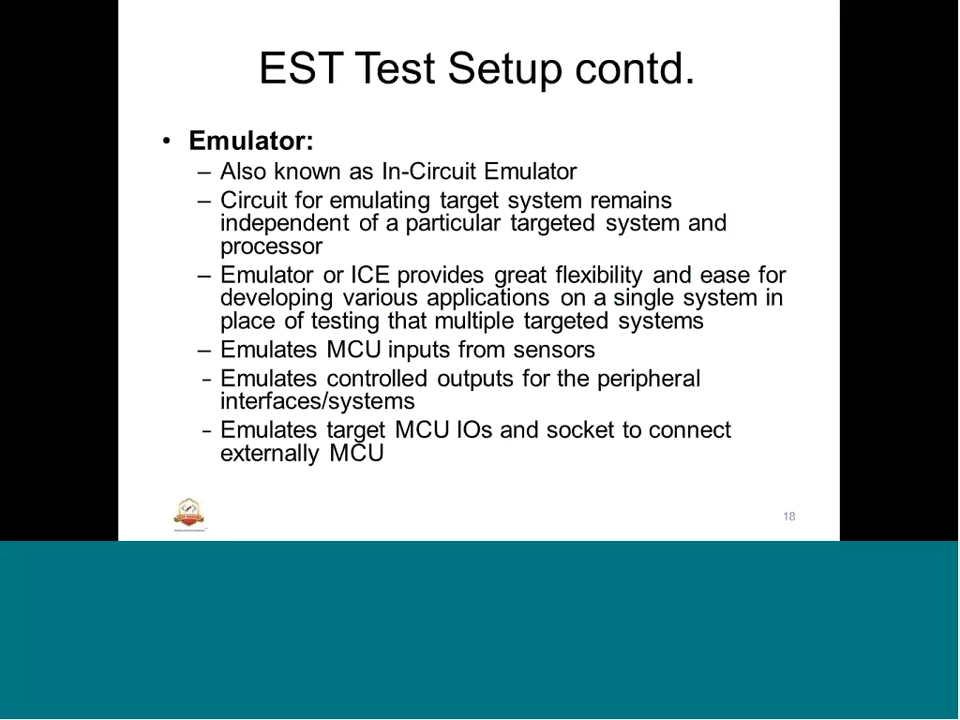 EST Test Setup contd.
• Emulator:
– Also known as In-Circuit Emulator
– Circuit for emulating target system remains
independent of a particular targeted system and
processor
– Emulator or ICE provides great flexibility and ease for
developing various applications on a single system in
place of testing that multiple targeted systems
– Emulates MCU inputs from sensors
- Emulates controlled outputs for the peripheral
interfaces/systems
- Emulates target MCU IOs and socket to connect
externally MCU
18